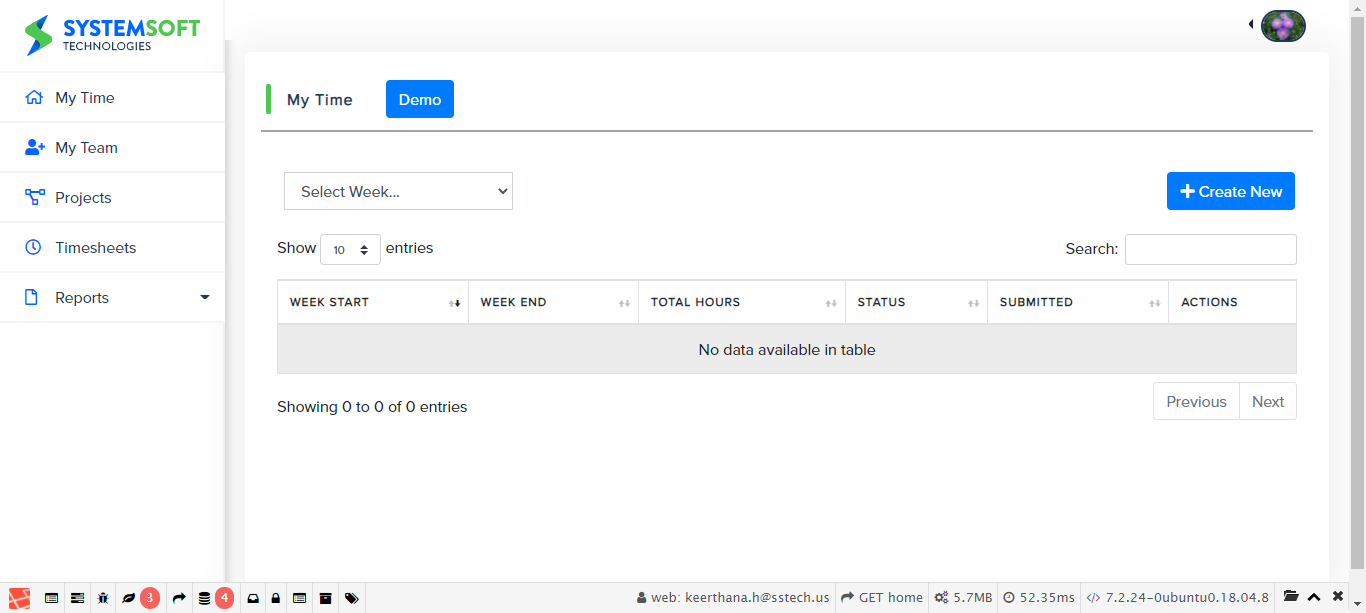 SYSTEMSOFT
TECHNOLOGIES
My Time
My Team
Projects
Timesheets
Reports
My Time Demo
Select Week... Create New
Show 10 entries Search:
WEEK START WEEK END TOTAL HOURS STATUS SUBMITTED ACTIONS
No data available in table
Showing 0 to 0 of 0 entries Previous Next
3 4 web: keerthana.h@sstech.us GET home 5.7MB 52.35ms 7.2.24-0ubuntu0.18.04.8